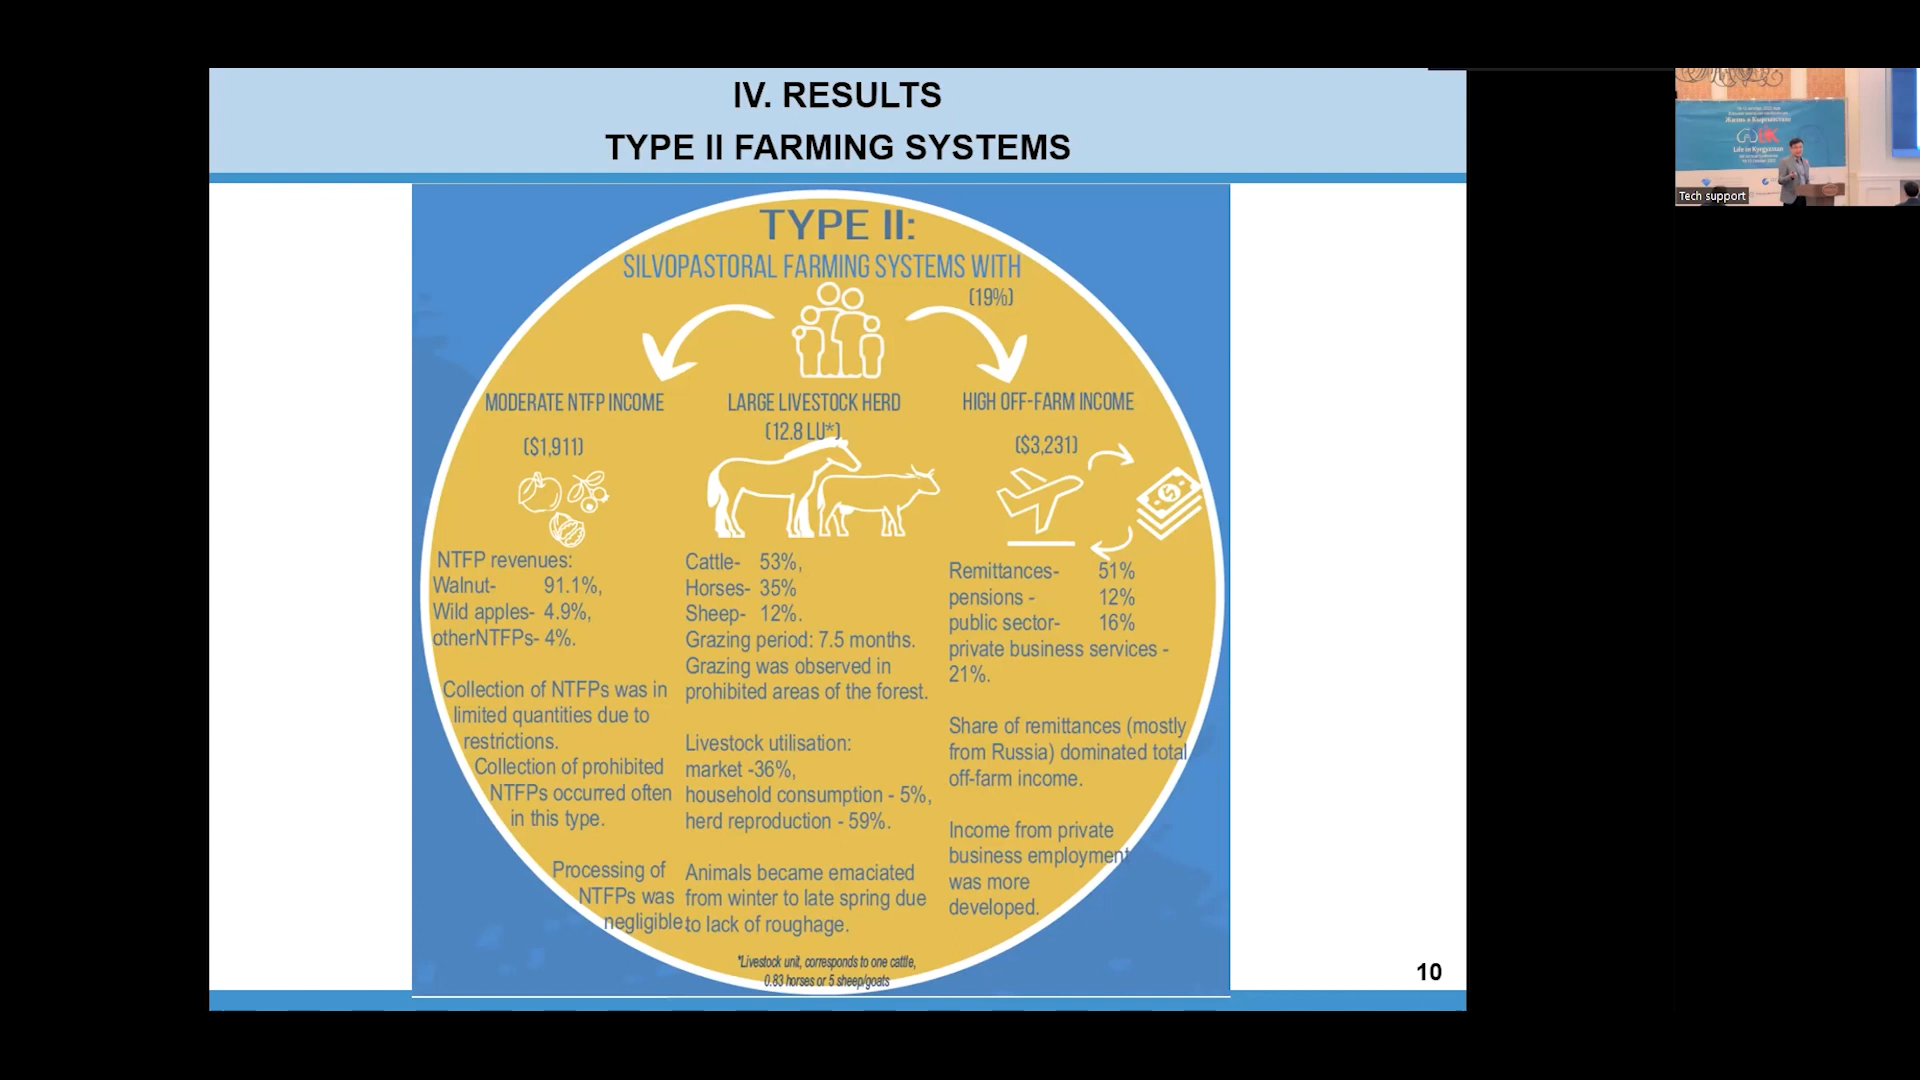 IV. RESULTS
TYPE II FARMING SYSTEMS
TYPE II:
SILVOPASTORAL FARMING SYSTEMS WITH
(19%)
MODERATE NTFP INCOME
($1,911)
NTFP revenues:
Walnut- 91.1%,
Wild apples- 4.9%,
otherNTFPs- 4%.
Collection of NTFPs was in
limited quantities due to
restrictions.
Collection of prohibited
NTFPs occurred often
in this type.
Processing of
NTFPs was
negligible.
LARGE LIVESTOCK HERD
(12.8 LU*)
Cattle- 53%,
Horses- 35%
Sheep- 12%.
Grazing period: 7.5 months.
Grazing was observed in
prohibited areas of the forest.
Livestock utilisation:
market -36%,
household consumption - 5%,
herd reproduction - 59%.
Animals became emaciated
from winter to late spring due
to lack of roughage.
HIGH OFF-FARM INCOME
($3,231)
Remittances- 51%
pensions - 12%
public sector- 16%
private business services -
21%.
Share of remittances (mostly
from Russia) dominated total
off-farm income.
Income from private
business employment
was more
developed.
*Livestock unit, corresponds to one cattle,
0.83 horses or 5 sheep/goats
10
Жизнь в Кыргызстане
Life in Kyrgyzstan
Tech support